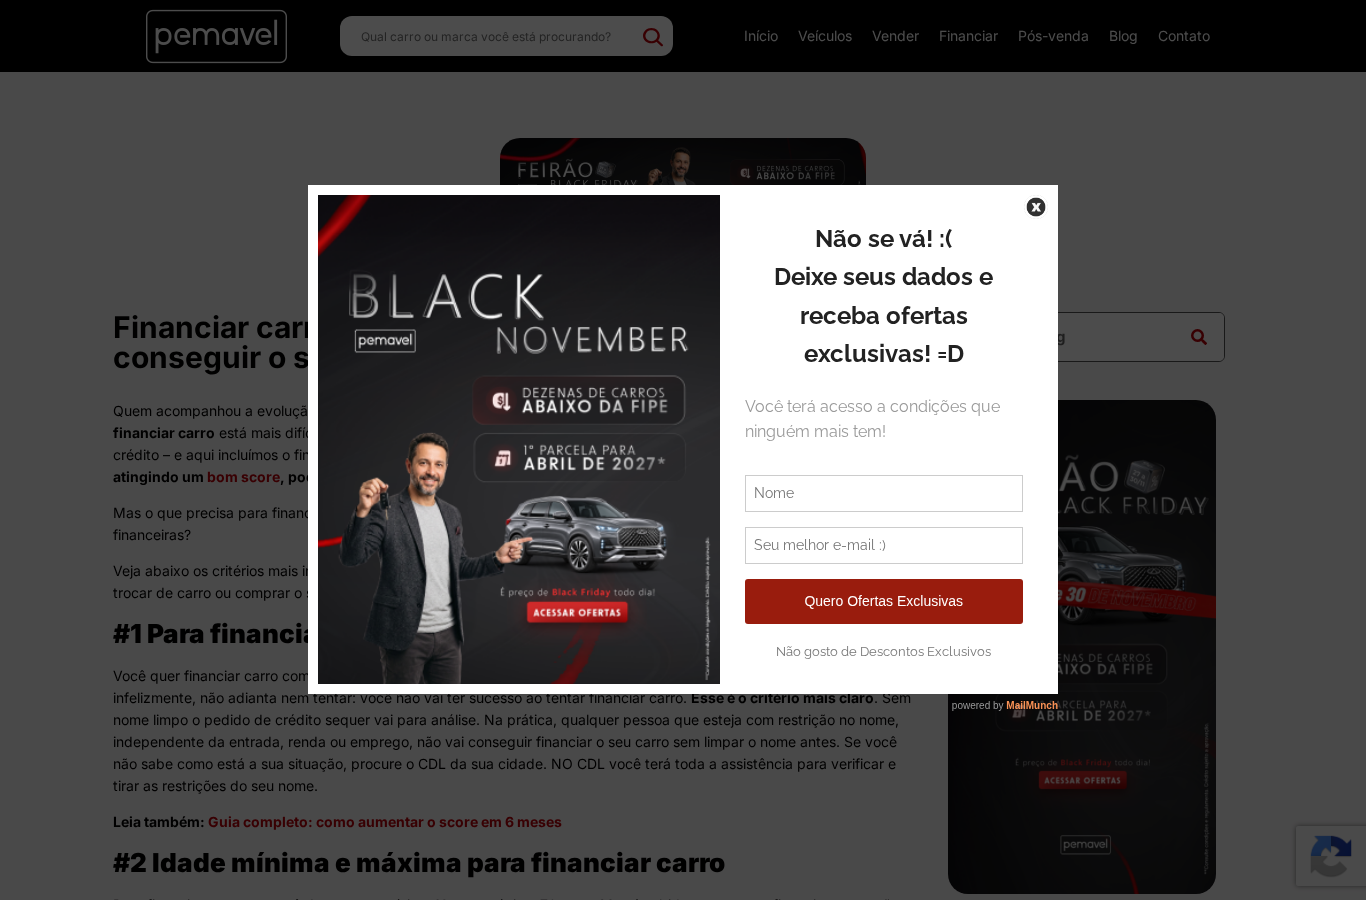 pemavel
Qual carro ou marca você está procurando?
Início Veículos Vender Financiar Pós-venda Blog Contato
FEIRÃO
BLACK FRIDAY
DEZENAS DE CARROS
ABAIXO DA FIPE
BLACK
NOVEMBER
pemavel
DEZENAS DE CARROS
ABAIXO DA FIPE
1ª PARCELA PARA
ABRIL DE 2027*
É preço de Black Friday todo dia!
ACESSAR OFERTAS
Não se vá! :(
Deixe seus dados e
receba ofertas
exclusivas! =D
Você terá acesso a condições que
ninguém mais tem!
Nome
Seu melhor e-mail :)
Quero Ofertas Exclusivas
Não gosto de Descontos Exclusivos
powered by MailMunch
Financiar
conseguir o
Quem acompanhou a
financiar carro está mais
crédito – e aqui incluímos o
atingindo um bom score,
Mas o que precisa para
financeiras?
Veja abaixo os critérios mais
trocar de carro ou comprar o
#1 Para
Você quer financiar carro
infelizmente, não adianta nem tentar: você não vai ter sucesso ao tentar financiar carro. Esse é o critério mais claro. Sem
nome limpo o pedido de crédito sequer vai para análise. Na prática, qualquer pessoa que esteja com restrição no nome,
independente da entrada, renda ou emprego, não vai conseguir financiar o seu carro sem limpar o nome antes. Se você
não sabe como está a sua situação, procure o CDL da sua cidade. NO CDL você terá toda a assistência para verificar e
tirar as restrições do seu nome.
Leia também: Guia completo: como aumentar o score em 6 meses
#2 Idade mínima e máxima para financiar carro
BLACK FRIDAY
30 DE NOVEMBRO
DEZENAS DE CARROS
ABAIXO DA FIPE
PARCELA PARA
ABRIL DE 2027*
É preço de Black Friday todo dia!
ACESSAR OFERTAS
pemavel